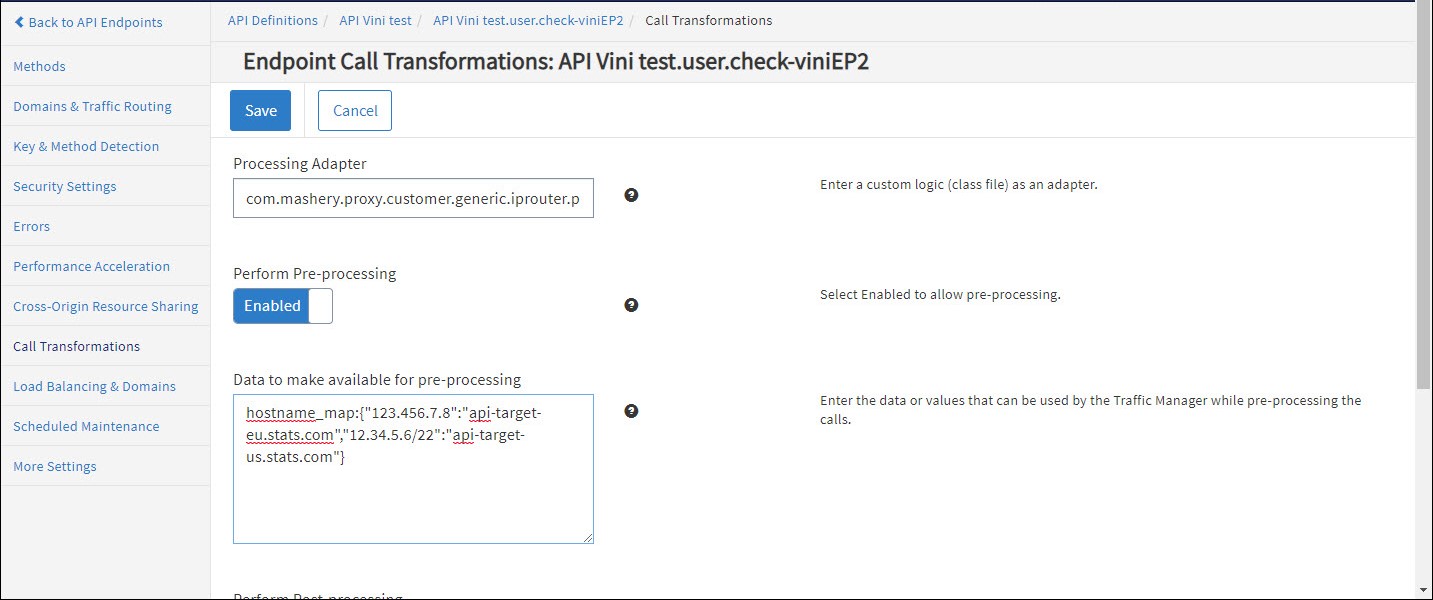 Back to API Endpoints
API Definitions / API Vini test / API Vini test.user.check-viniEP2 / Call Transformations
Endpoint Call Transformations: API Vini test.user.check-viniEP2
Methods
Domains & Traffic Routing
Key & Method Detection
Security Settings
Errors
Performance Acceleration
Cross-Origin Resource Sharing
Call Transformations
Load Balancing & Domains
Scheduled Maintenance
More Settings
Save Cancel
Processing Adapter
com.mashery.proxy.customer.generic.iprouter.p
Enter a custom logic (class file) as an adapter.
Perform Pre-processing
Enabled
Select Enabled to allow pre-processing.
Data to make available for pre-processing
hostname_map:{"123.456.7.8":"api-target-
eu.stats.com","12.34.5.6/22":"api-target-
us.stats.com"}
Enter the data or values that can be used by the Traffic Manager while pre-processing the
calls.
Perform Post-processing